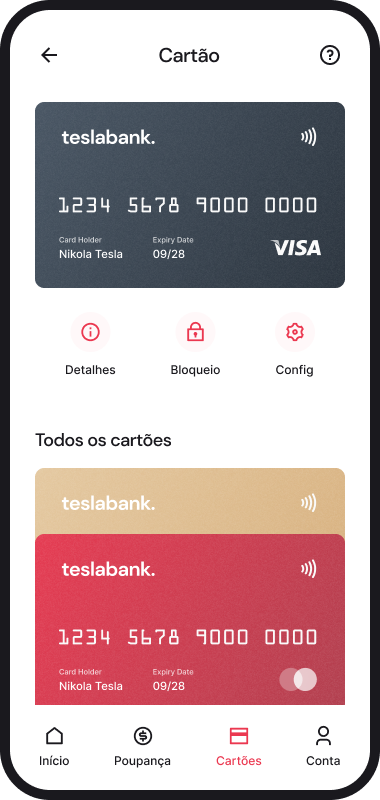 Cartão
teslabank.
1234 5678 9000 0000
Card Holder Expiry Date
Nikola Tesla 09/28
VISA
Detalhes Bloqueio Config
Todos os cartões
teslabank.
teslabank.
1234 5678 9000 0000
Card Holder Expiry Date
Nikola Tesla 09/28
Início Poupança Cartões Conta